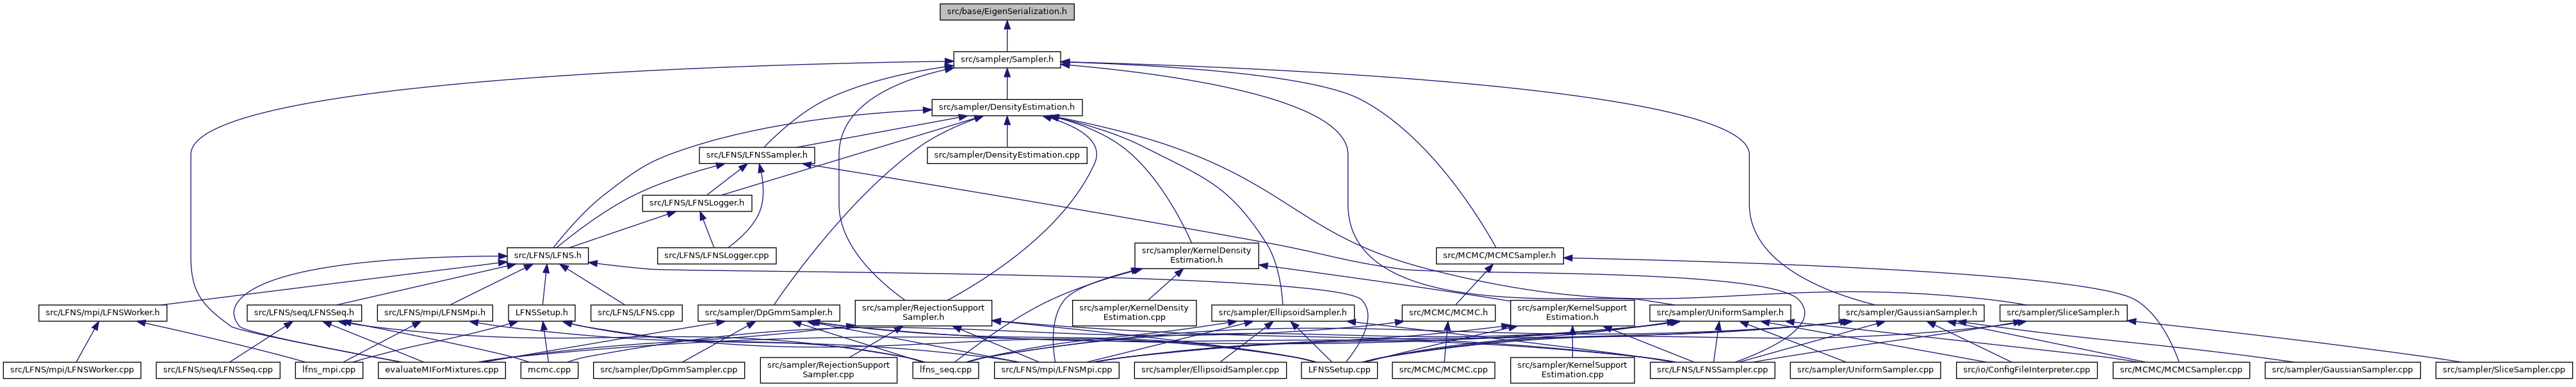 src/base/EigenSerialization.h
src/sampler/Sampler.h
src/sampler/DensityEstimation.h
src/LFNS/LFNSSampler.h
src/sampler/DensityEstimation.cpp
src/LFNS/LFNSLogger.h
src/LFNS/LFNS.h
src/LFNS/LFNSLogger.cpp
src/sampler/KernelDensity
Estimation.h
src/MCMC/MCMCSampler.h
src/LFNS/mpi/LFNSWorker.h
src/LFNS/seq/LFNSSeq.h
src/LFNS/mpi/LFNSMpi.h
LFNSSetup.h
src/LFNS/LFNS.cpp
src/sampler/DpGmmSampler.h
src/sampler/RejectionSupport
Sampler.h
src/sampler/KernelDensity
Estimation.cpp
src/sampler/EllipsoidSampler.h
src/MCMC/MCMC.h
src/sampler/KernelSupport
Estimation.h
src/sampler/UniformSampler.h
src/sampler/GaussianSampler.h
src/sampler/SliceSampler.h
src/LFNS/mpi/LFNSWorker.cpp
src/LFNS/seq/LFNSSeq.cpp
lfns_mpi.cpp
evaluateMIForMixtures.cpp
mcmc.cpp
src/sampler/DpGmmSampler.cpp
src/sampler/RejectionSupport
Sampler.cpp
lfns_seq.cpp
src/LFNS/mpi/LFNSMpi.cpp
src/sampler/EllipsoidSampler.cpp
LFNSSetup.cpp
src/MCMC/MCMC.cpp
src/sampler/KernelSupport
Estimation.cpp
src/LFNS/LFNSSampler.cpp
src/sampler/UniformSampler.cpp
src/io/ConfigFileInterpreter.cpp
src/MCMC/MCMCSampler.cpp
src/sampler/GaussianSampler.cpp
src/sampler/SliceSampler.cpp